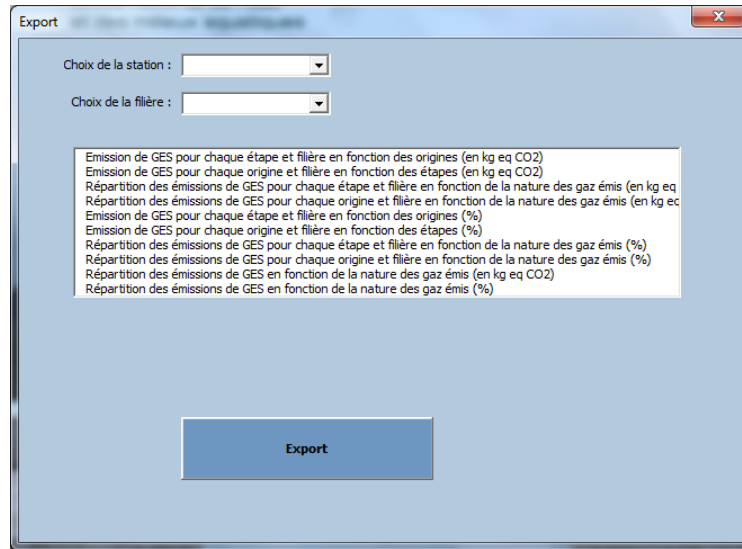 Export
Choix de la station :
Choix de la filière :
Emission de GES pour chaque étape et filière en fonction des origines (en kg eq CO2)
Emission de GES pour chaque origine et filière en fonction des étapes (en kg eq CO2)
Répartition des émissions de GES pour chaque étape et filière en fonction de la nature des gaz émis (en kg eq
Répartition des émissions de GES pour chaque origine et filière en fonction de la nature des gaz émis (en kg eq
Emission de GES pour chaque étape et filière en fonction des origines (%)
Emission de GES pour chaque origine et filière en fonction des étapes (%)
Répartition des émissions de GES pour chaque étape et filière en fonction de la nature des gaz émis (%)
Répartition des émissions de GES pour chaque origine et filière en fonction de la nature des gaz émis (%)
Répartition des émissions de GES en fonction de la nature des gaz émis (en kg eq CO2)
Répartition des émissions de GES en fonction de la nature des gaz émis (%)
Export